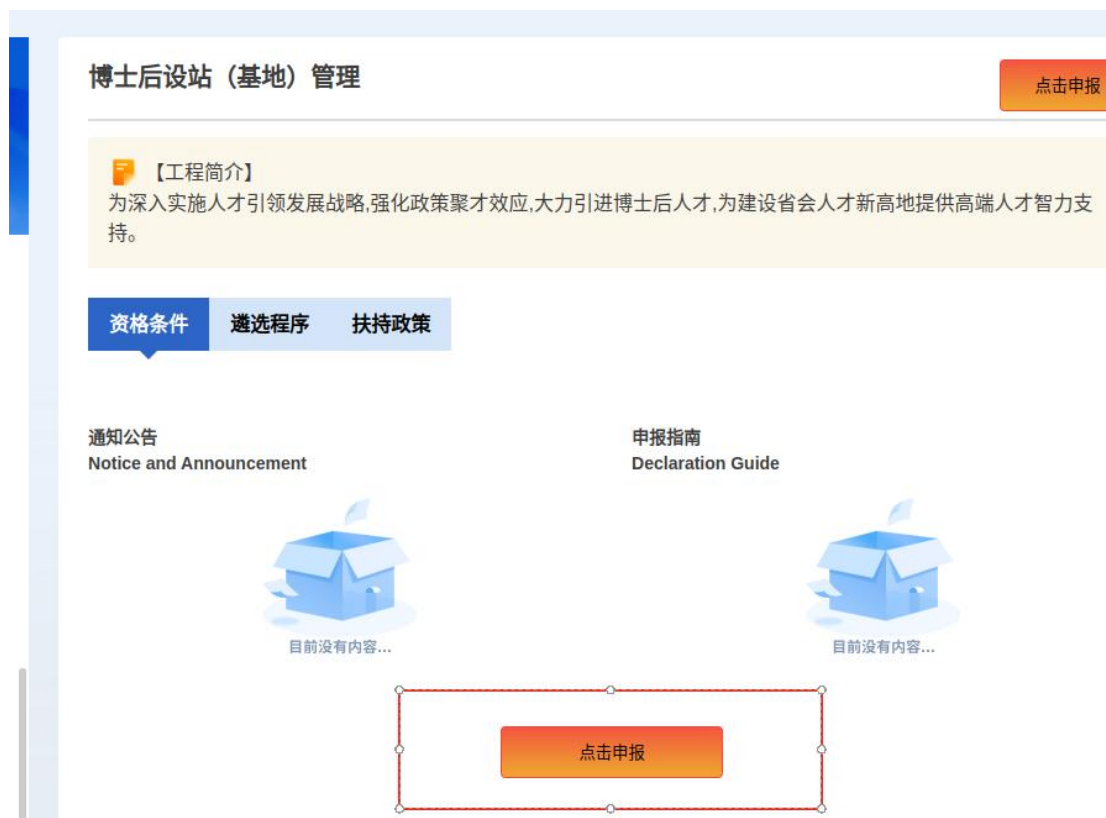 博士后设站（基地）管理
点击申报
【工程简介】
为深入实施人才引领发展战略,强化政策聚才效应,大力引进博士后人才,为建设省会人才新高地提供高端人才智力支
持。
资格条件 遴选程序 扶持政策
通知公告
Notice and Announcement
目前没有内容...
申报指南
Declaration Guide
目前没有内容...
点击申报